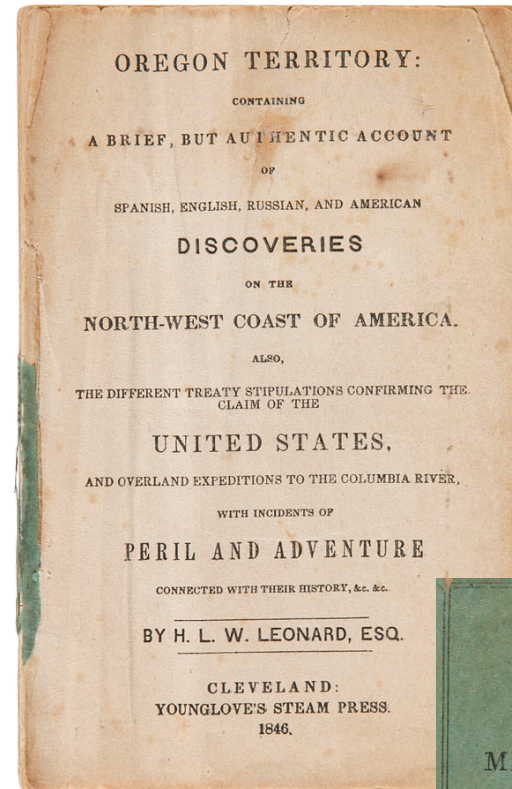 OREGON TERRITORY:
CONTAINING
A BRIEF, BUT AUTHENTIC ACCOUNT
OF
SPANISH, ENGLISH, RUSSIAN, AND AMERICAN
DISCOVERIES
ON THE
NORTH-WEST COAST OF AMERICA.
ALSO,
THE DIFFERENT TREATY STIPULATIONS CONFIRMING THE
CLAIM OF THE
UNITED STATES,
AND OVERLAND EXPEDITIONS TO THE COLUMBIA RIVER,
WITH INCIDENTS OF
PERIL AND ADVENTURE
CONNECTED WITH THEIR HISTORY, &c. &c.
BY H. L. W. LEONARD, ESQ.
CLEVELAND:
YOUNGLOVE'S STEAM PRESS.
1846.